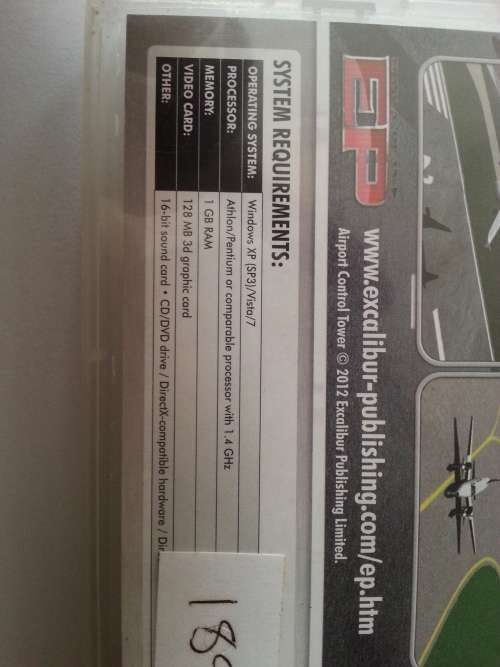 SYSTEM REQUIREMENTS:
OPERATING SYSTEM: Windows XP (SP3)/Vista/7
PROCESSOR: Athlon/Pentium or comparable processor with 1.4 GHz
MEMORY: 1 GB RAM
VIDEO CARD: 128 MB 3d graphic card
OTHER: 16-bit sound card • CD/DVD drive / DirectX-compatible hardware /
EP
www.excalibur-publishing.com/ep.htm
Airport Control Tower © 2012 Excalibur Publishing Limited.